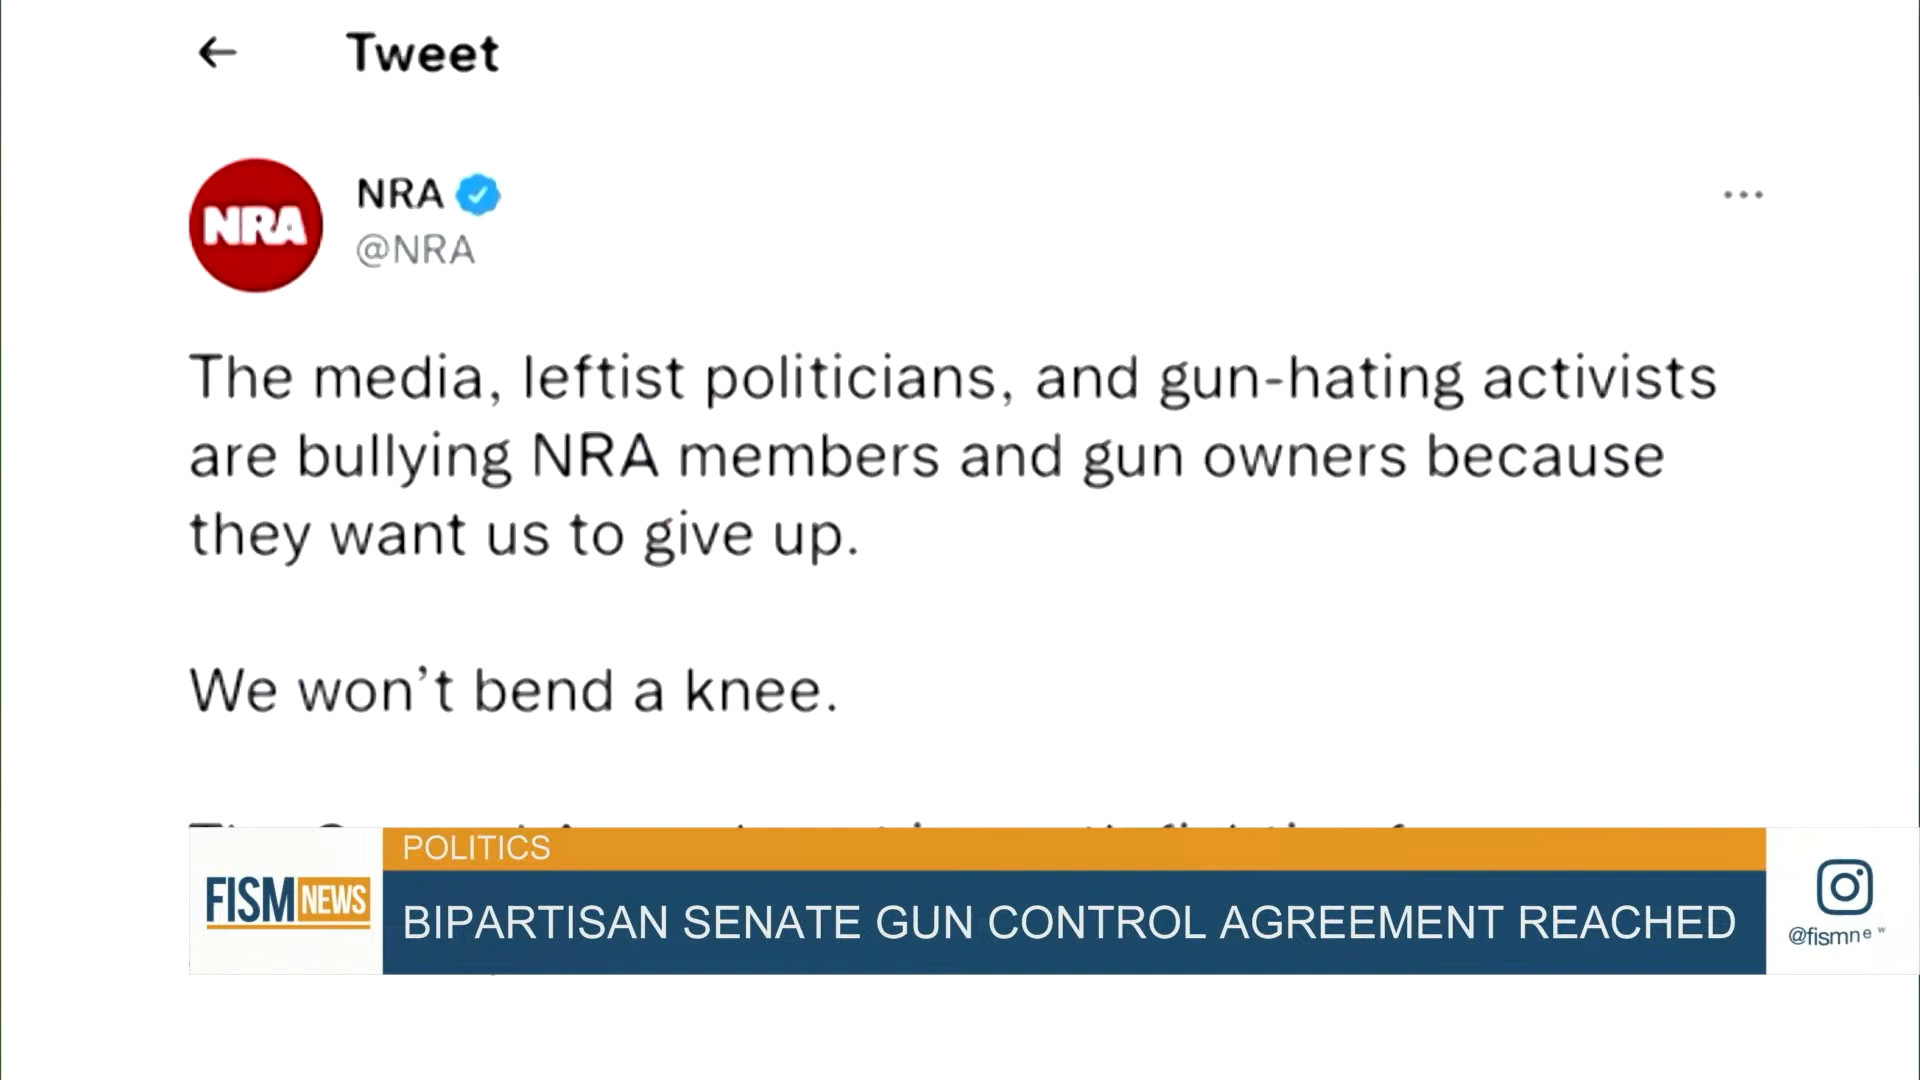 ← Tweet
NRA
NRA
@NRA
The media, leftist politicians, and gun-hating activists
are bullying NRA members and gun owners because
they want us to give up.
We won’t bend a knee.
POLITICS
FISM NEWS
BIPARTISAN SENATE GUN CONTROL AGREEMENT REACHED
@fismnew